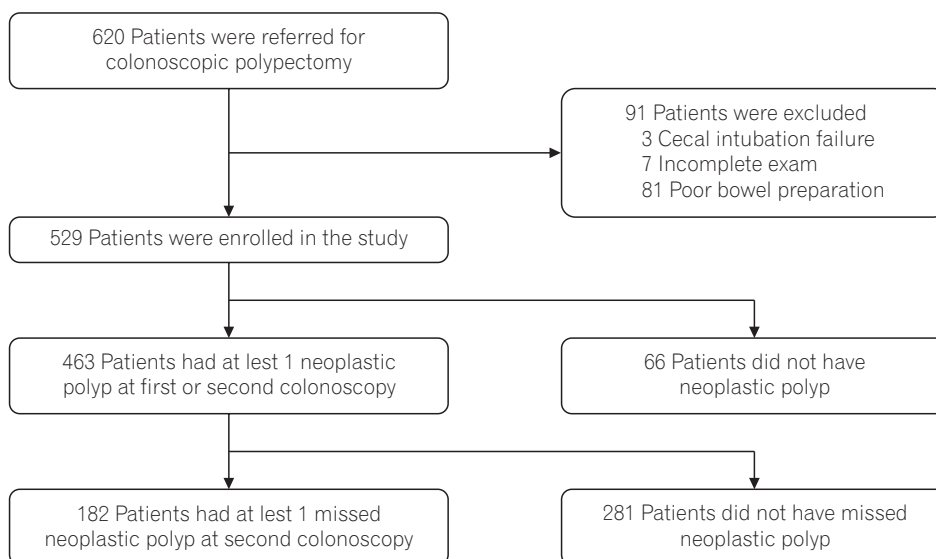 620 Patients were referred for
colonoscopic polypectomy
91 Patients were excluded
3 Cecal intubation failure
7 Incomplete exam
81 Poor bowel preparation
529 Patients were enrolled in the study
463 Patients had at lest 1 neoplastic
polyp at first or second colonoscopy
66 Patients did not have
neoplastic polyp
182 Patients had at lest 1 missed
neoplastic polyp at second colonoscopy
281 Patients did not have missed
neoplastic polyp